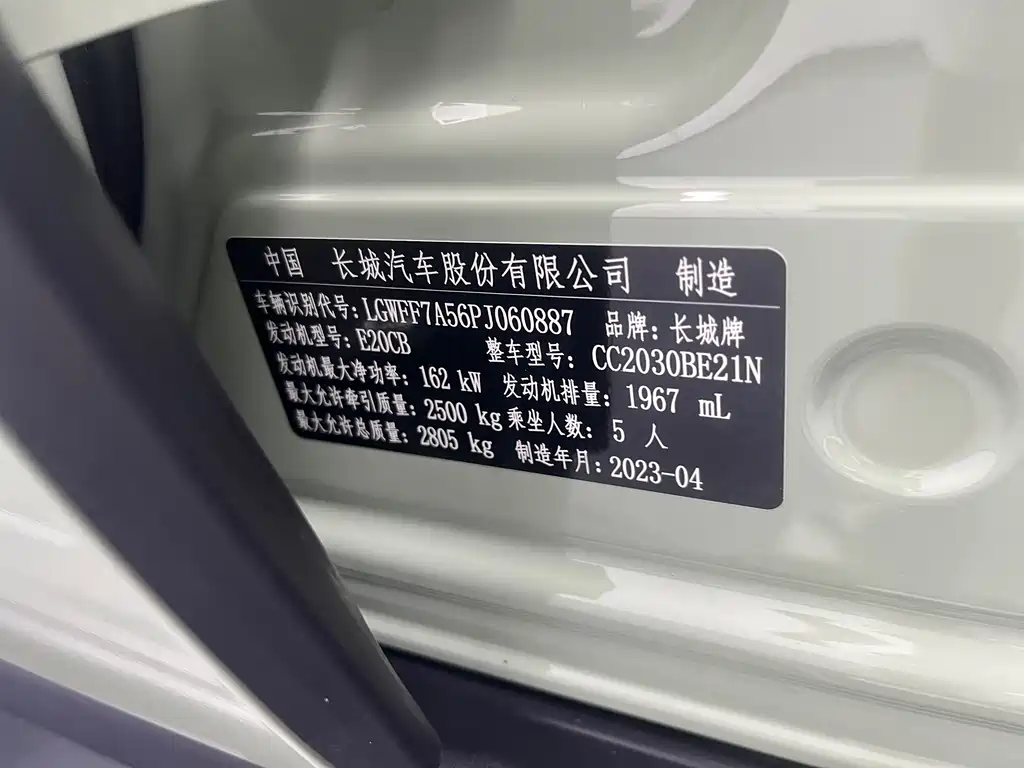 中国 长城汽车股份有限公司 制造
车辆识别代号:LGWFF7A56PJ060887 品牌:长城牌
发动机型号:E20CB 整车型号:CC2030BE21N
发动机最大净功率:162 kW 发动机排量:1967 mL
最大允许牵引质量:2500 kg 乘坐人数:5 人
最大允许总质量:2805 kg 制造年月:2023-04